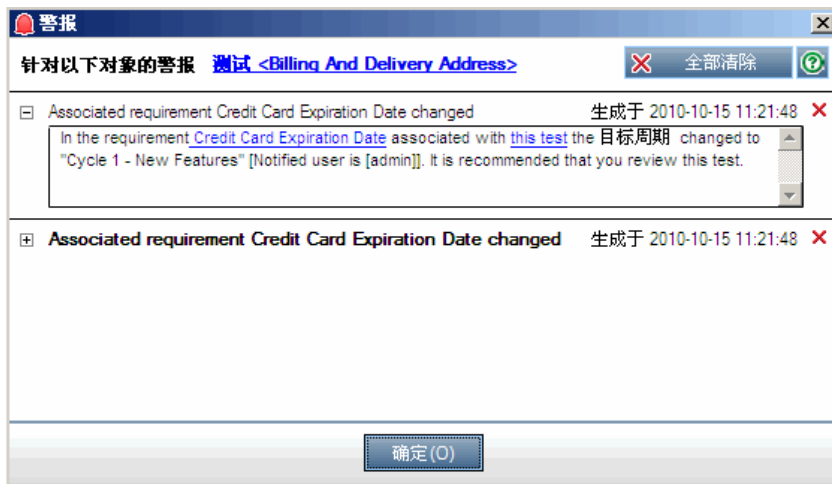 警报
针对以下对象的警报 测试 <Billing And Delivery Address> 全部清除
Associated requirement Credit Card Expiration Date changed 生成于 2010-10-15 11:21:48
In the requirement Credit Card Expiration Date associated with this test the 目标周期 changed to
"Cycle 1 - New Features" [Notified user is [admin]]. It is recommended that you review this test.
Associated requirement Credit Card Expiration Date changed 生成于 2010-10-15 11:21:48
确定(O)